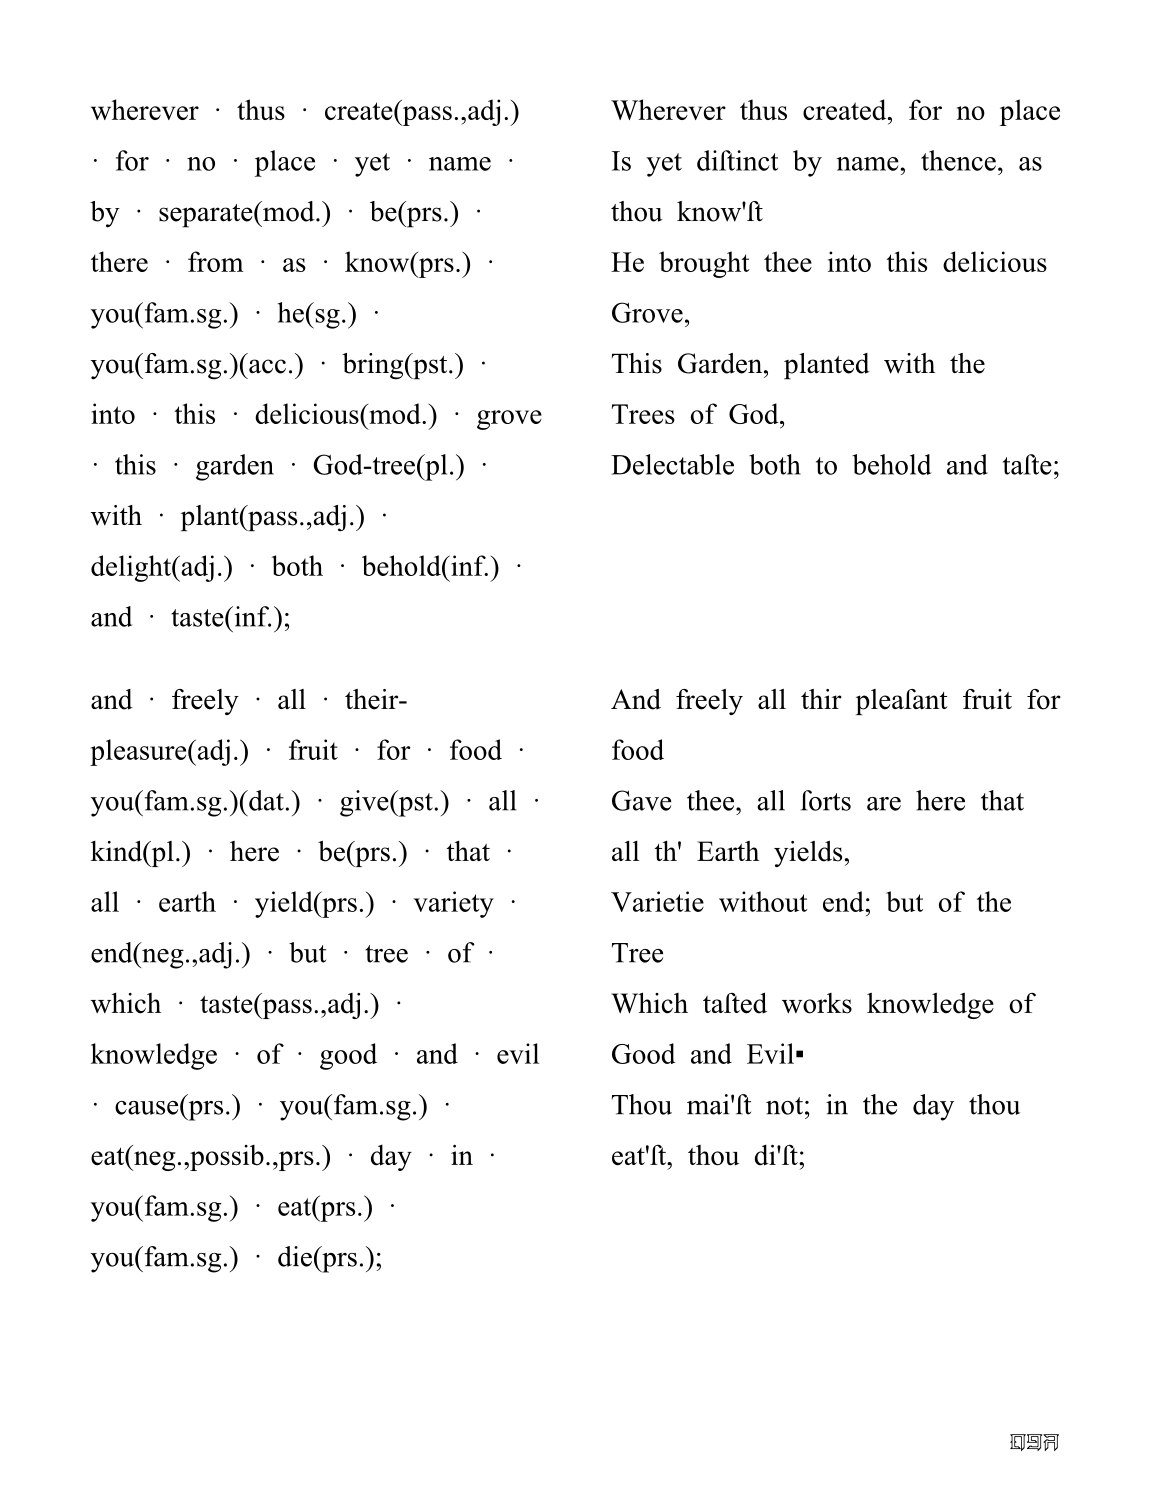 wherever · thus · create(pass.,adj.)
· for · no · place · yet · name ·
by · separate(mod.) · be(prs.) ·
there · from · as · know(prs.) ·
you(fam.sg.) · he(sg.) ·
you(fam.sg.)(acc.) · bring(pst.) ·
into · this · delicious(mod.) · grove
· this · garden · God-tree(pl.) ·
with · plant(pass.,adj.) ·
delight(adj.) · both · behold(inf.) ·
and · taste(inf.);
Wherever thus created, for no place
Is yet diſtinct by name, thence, as
thou know'ſt
He brought thee into this delicious
Grove,
This Garden, planted with the
Trees of God,
Delectable both to behold and taſte;
and · freely · all · their-
pleasure(adj.) · fruit · for · food ·
you(fam.sg.)(dat.) · give(pst.) · all ·
kind(pl.) · here · be(prs.) · that ·
all · earth · yield(prs.) · variety ·
end(neg.,adj.) · but · tree · of ·
which · taste(pass.,adj.) ·
knowledge · of · good · and · evil
· cause(prs.) · you(fam.sg.) ·
eat(neg.,possib.,prs.) · day · in ·
you(fam.sg.) · eat(prs.) ·
you(fam.sg.) · die(prs.);
And freely all thir pleaſant fruit for
food
Gave thee, all ſorts are here that
all th' Earth yields,
Varietie without end; but of the
Tree
Which taſted works knowledge of
Good and Evil▪
Thou mai'ſt not; in the day thou
eat'ſt, thou di'ſt;